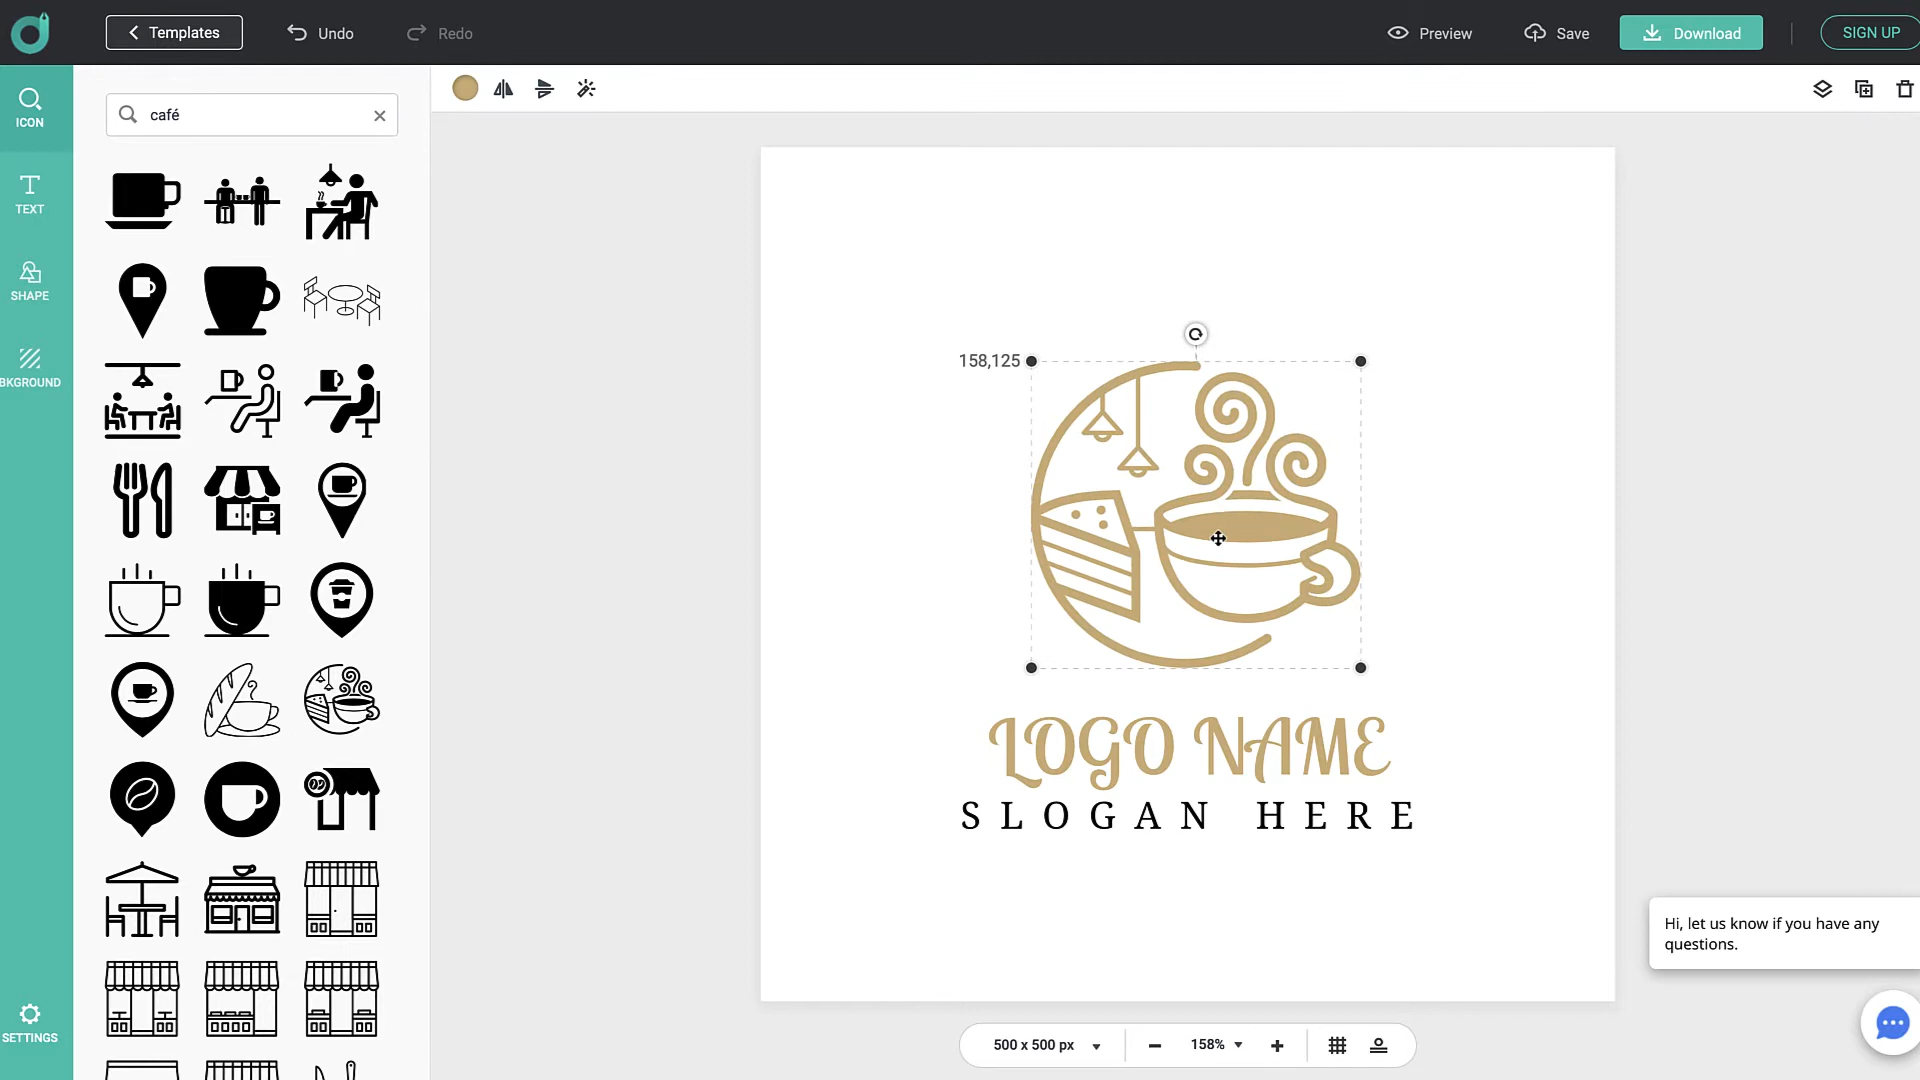 Templates
Undo
Redo
Preview
Save
Download
SIGN UP
ICON
TEXT
SHAPE
BKGROUND
SETTINGS
café
158,125
LOGO NAME
SLOGAN HERE
Hi, let us know if you have any
questions.
500 x 500 px
158%